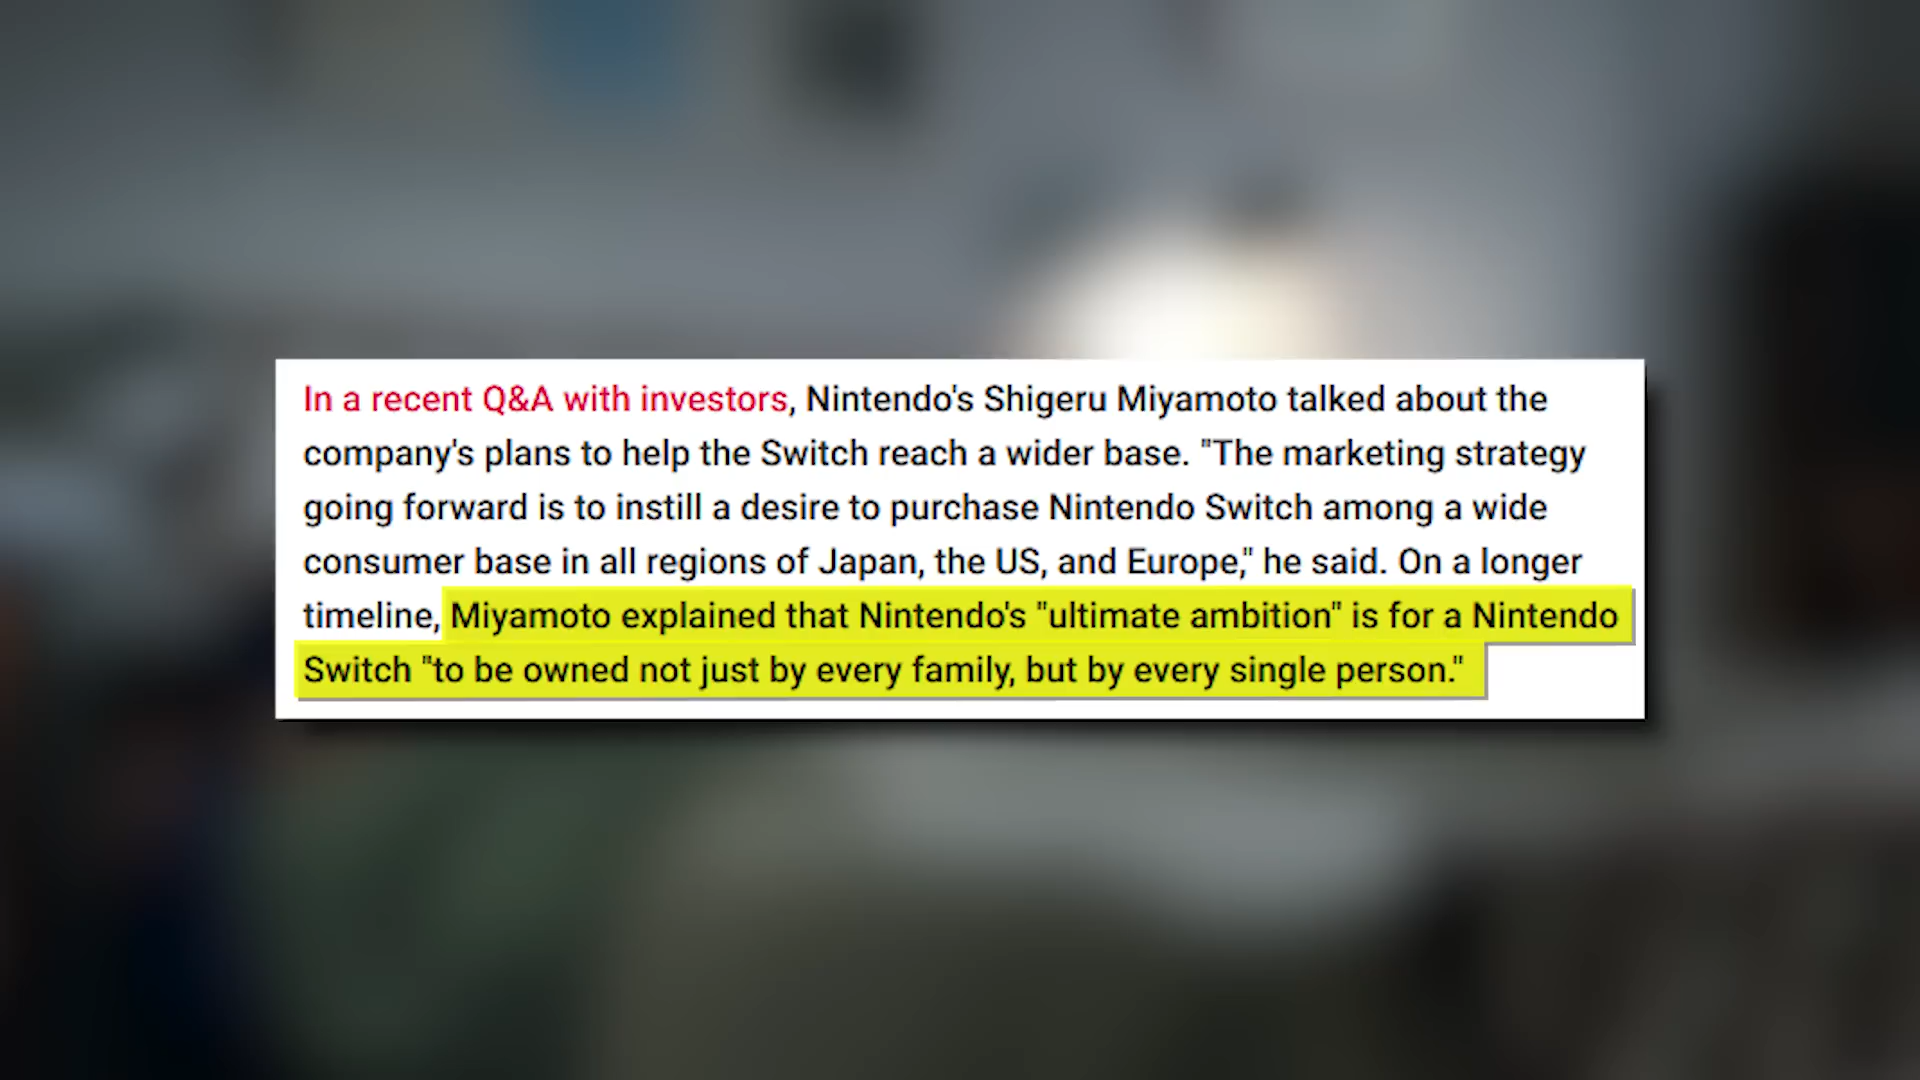 In a recent Q&A with investors, Nintendo's Shigeru Miyamoto talked about the
company's plans to help the Switch reach a wider base. "The marketing strategy
going forward is to instill a desire to purchase Nintendo Switch among a wide
consumer base in all regions of Japan, the US, and Europe," he said. On a longer
timeline, Miyamoto explained that Nintendo's "ultimate ambition" is for a Nintendo
Switch "to be owned not just by every family, but by every single person."